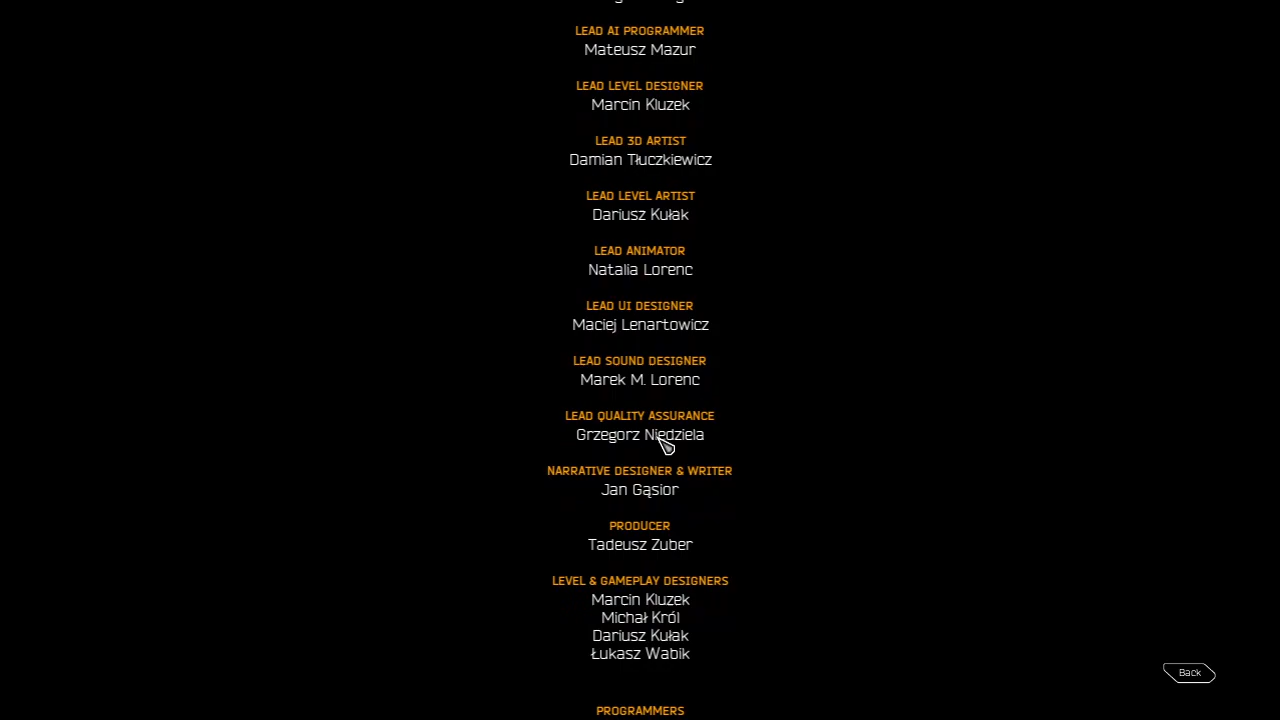 LEAD AI PROGRAMMER
Mateusz Mazur
LEAD LEVEL DESIGNER
Marcin Kluzek
LEAD 3D ARTIST
Damian Tłuczkiewicz
LEAD LEVEL ARTIST
Dariusz Kułak
LEAD ANIMATOR
Natalia Lorenc
LEAD UI DESIGNER
Maciej Lenartowicz
LEAD SOUND DESIGNER
Marek M. Lorenc
LEAD QUALITY ASSURANCE
Grzegorz Niedziela
NARRATIVE DESIGNER & WRITER
Jan Gąsior
PRODUCER
Tadeusz Zuber
LEVEL & GAMEPLAY DESIGNERS
Marcin Kluzek
Michał Król
Dariusz Kułak
Łukasz Wabik
Back
PROGRAMMERS